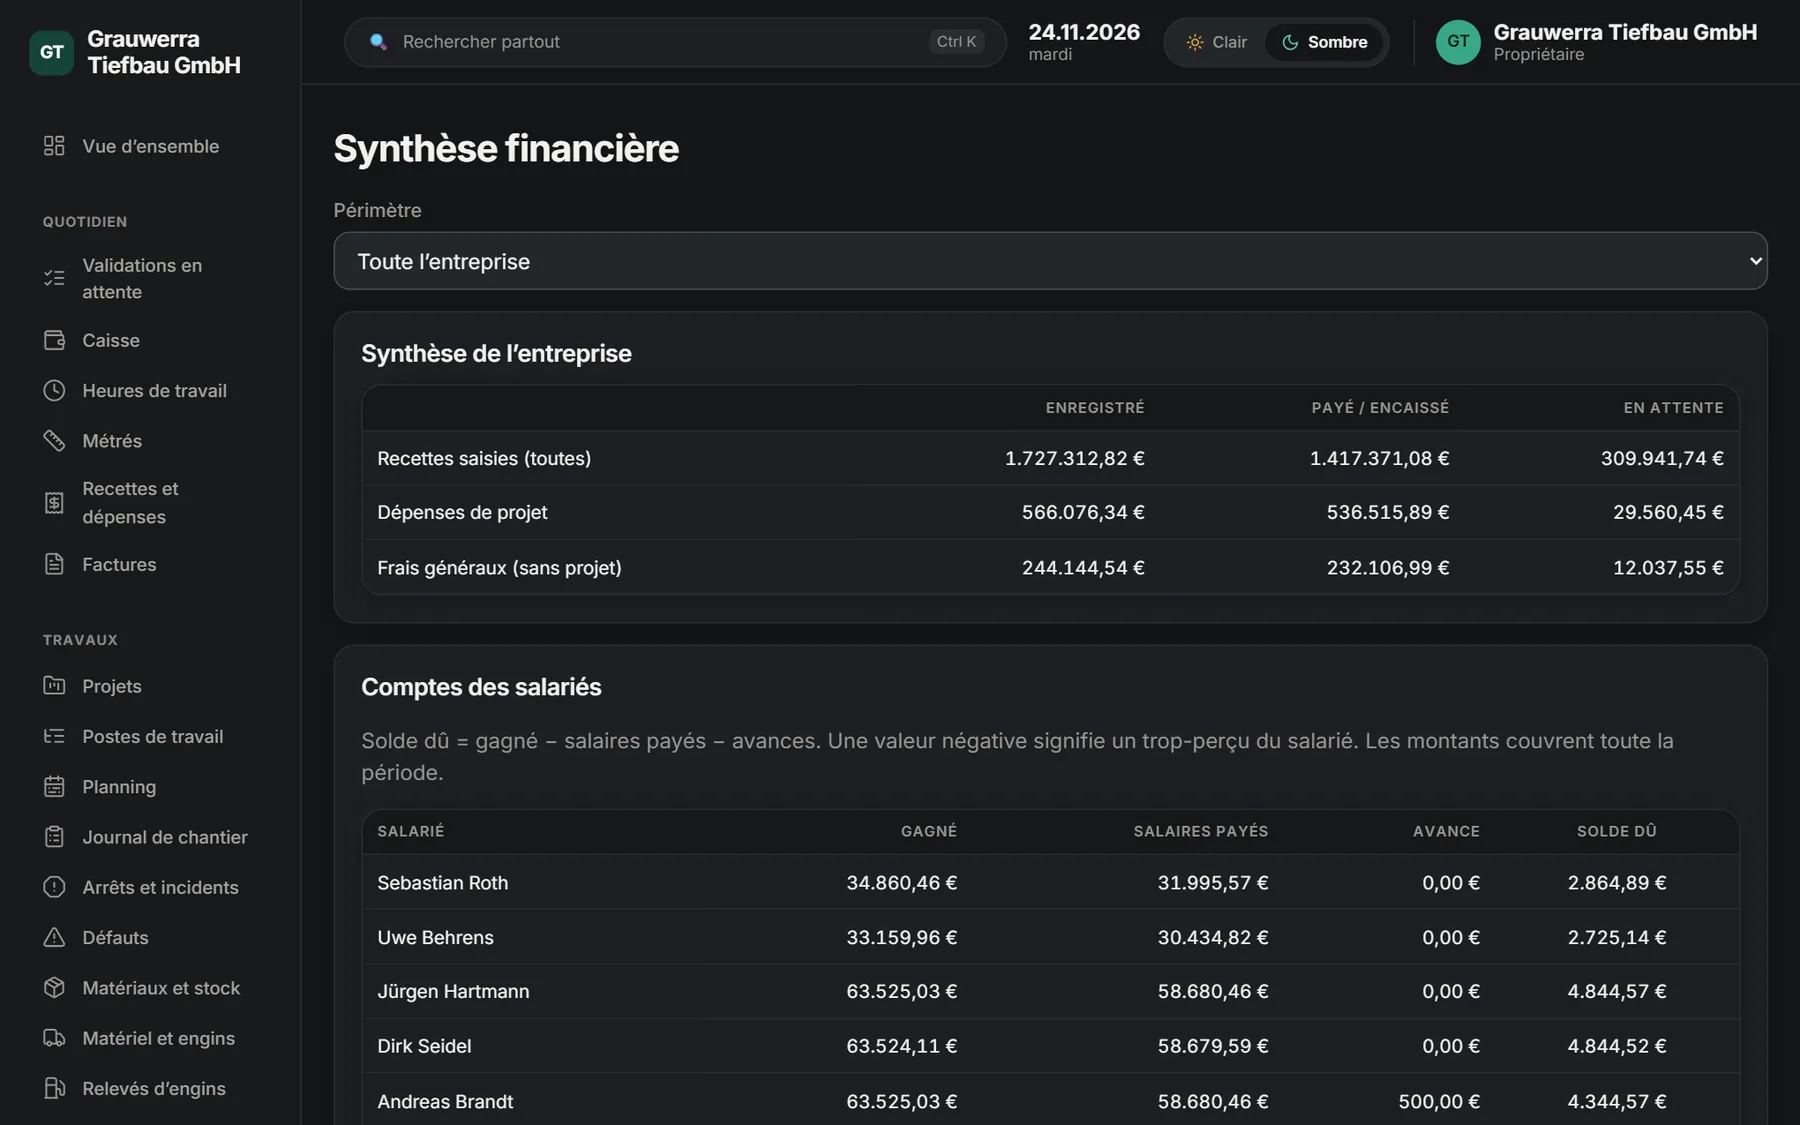 GT
Grauwerra
Tiefbau GmbH
Rechercher partout
Ctrl K
24.11.2026
mardi
Clair
Sombre
GT
Grauwerra Tiefbau GmbH
Propriétaire
Vue d’ensemble
QUOTIDIEN
Validations en
attente
Caisse
Heures de travail
Métrés
Recettes et
dépenses
Factures
TRAVAUX
Projets
Postes de travail
Planning
Journal de chantier
Arrêts et incidents
Défauts
Matériaux et stock
Matériel et engins
Relevés d’engins
Synthèse financière
Périmètre
Toute l’entreprise
Synthèse de l’entreprise
ENREGISTRÉ PAYÉ / ENCAISSÉ EN ATTENTE
Recettes saisies (toutes) 1.727.312,82 € 1.417.371,08 € 309.941,74 €
Dépenses de projet 566.076,34 € 536.515,89 € 29.560,45 €
Frais généraux (sans projet) 244.144,54 € 232.106,99 € 12.037,55 €
Comptes des salariés
Solde dû = gagné − salaires payés − avances. Une valeur négative signifie un trop-perçu du salarié. Les montants couvrent toute la
période.
SALARIÉ GAGNÉ SALAIRES PAYÉS AVANCE SOLDE DÛ
Sebastian Roth 34.860,46 € 31.995,57 € 0,00 € 2.864,89 €
Uwe Behrens 33.159,96 € 30.434,82 € 0,00 € 2.725,14 €
Jürgen Hartmann 63.525,03 € 58.680,46 € 0,00 € 4.844,57 €
Dirk Seidel 63.524,11 € 58.679,59 € 0,00 € 4.844,52 €
Andreas Brandt 63.525,03 € 58.680,46 € 500,00 € 4.344,57 €